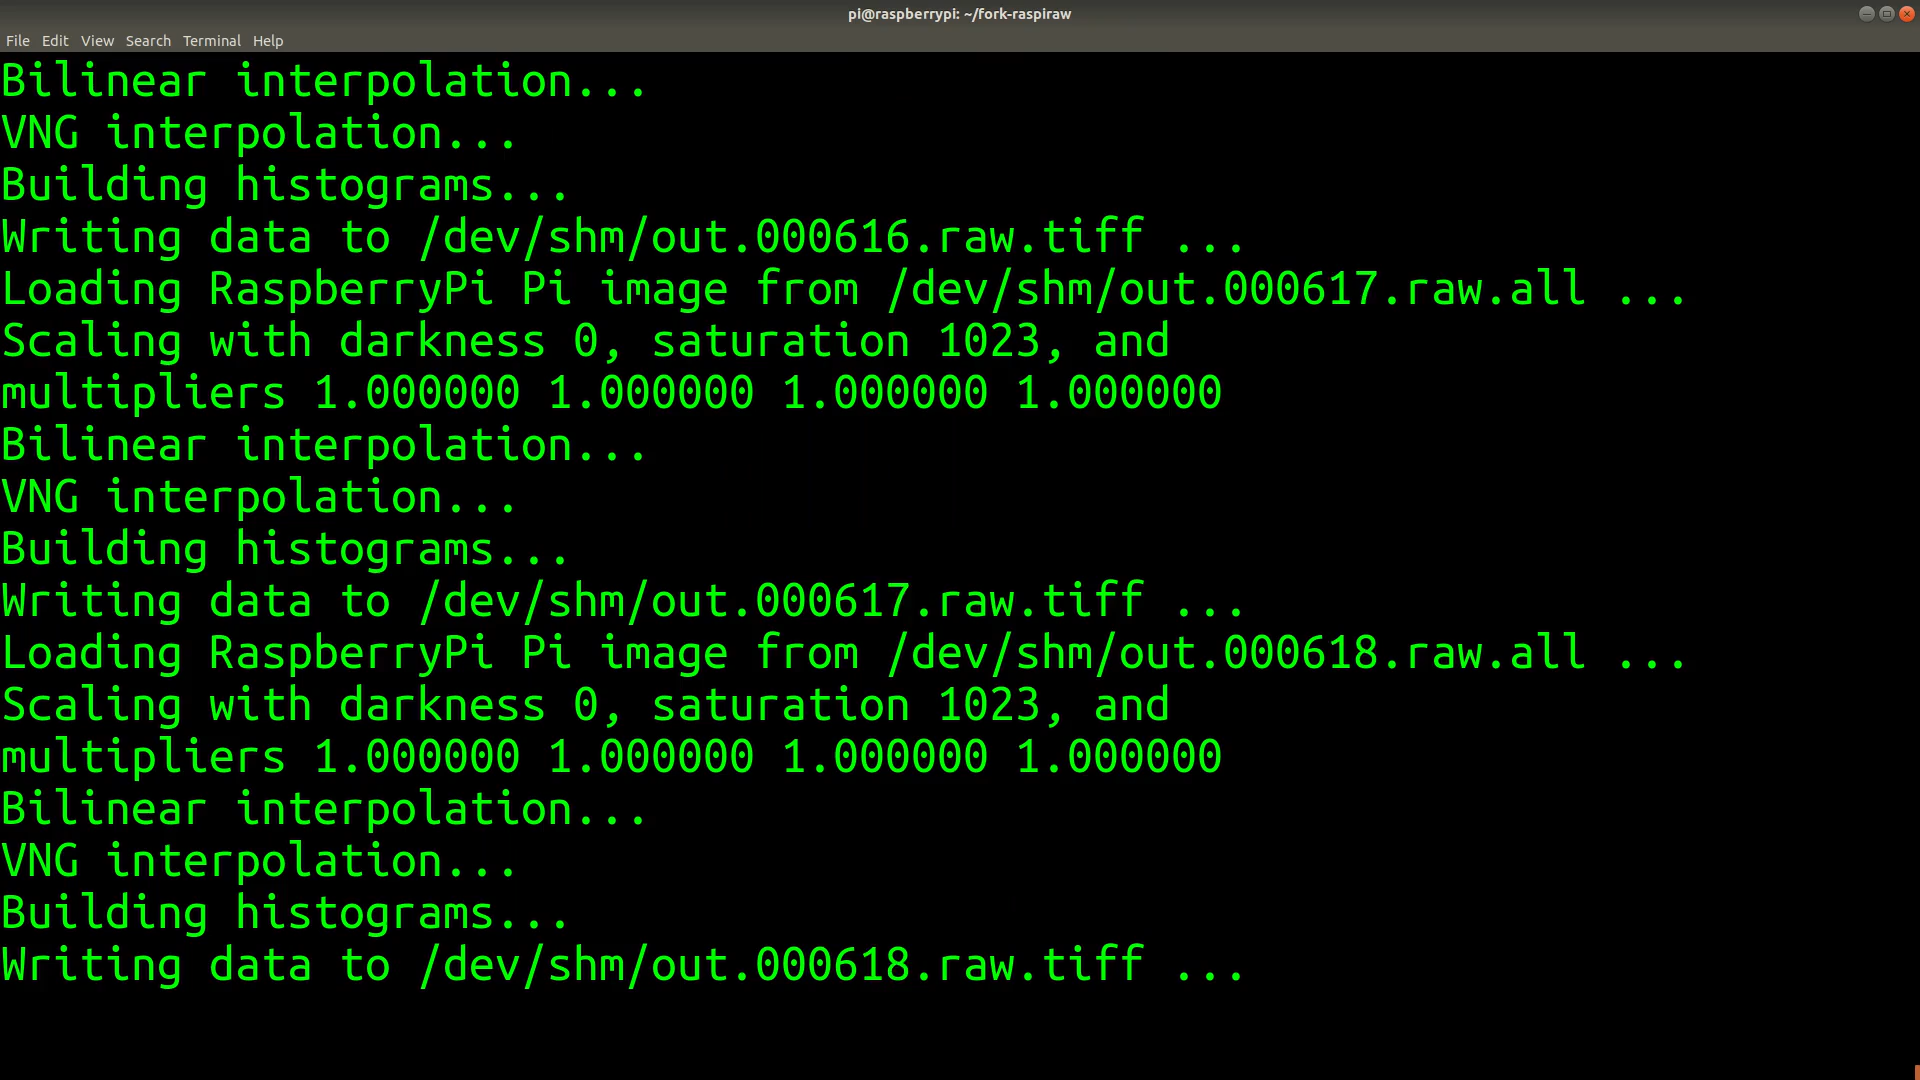 pi@raspberrypi: ~/fork-raspiraw
File Edit View Search Terminal Help
Bilinear interpolation...
VNG interpolation...
Building histograms...
Writing data to /dev/shm/out.000616.raw.tiff ...
Loading RaspberryPi Pi image from /dev/shm/out.000617.raw.all ...
Scaling with darkness 0, saturation 1023, and
multipliers 1.000000 1.000000 1.000000 1.000000
Bilinear interpolation...
VNG interpolation...
Building histograms...
Writing data to /dev/shm/out.000617.raw.tiff ...
Loading RaspberryPi Pi image from /dev/shm/out.000618.raw.all ...
Scaling with darkness 0, saturation 1023, and
multipliers 1.000000 1.000000 1.000000 1.000000
Bilinear interpolation...
VNG interpolation...
Building histograms...
Writing data to /dev/shm/out.000618.raw.tiff ...